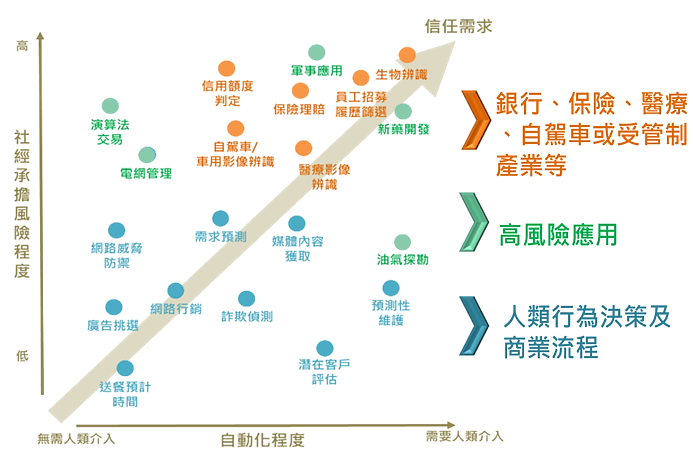 信任需求
高
社經承擔風險程度
低
演算法
交易
電網管理
信用額度
判定
軍事應用
生物辨識
保險理賠
員工招募
履歷篩選
新藥開發
自駕車/
車用影像辨識
醫療影像
辨識
網路威脅
防禦
需求預測
媒體內容
獲取
油氣探勘
廣告挑選
網路行銷
詐欺偵測
預測性
維護
送餐預計
時間
潛在客戶
評估
無需人類介入
自動化程度
需要人類介入
銀行、保險、醫療
、自駕車或受管制
產業等
高風險應用
人類行為決策及
商業流程